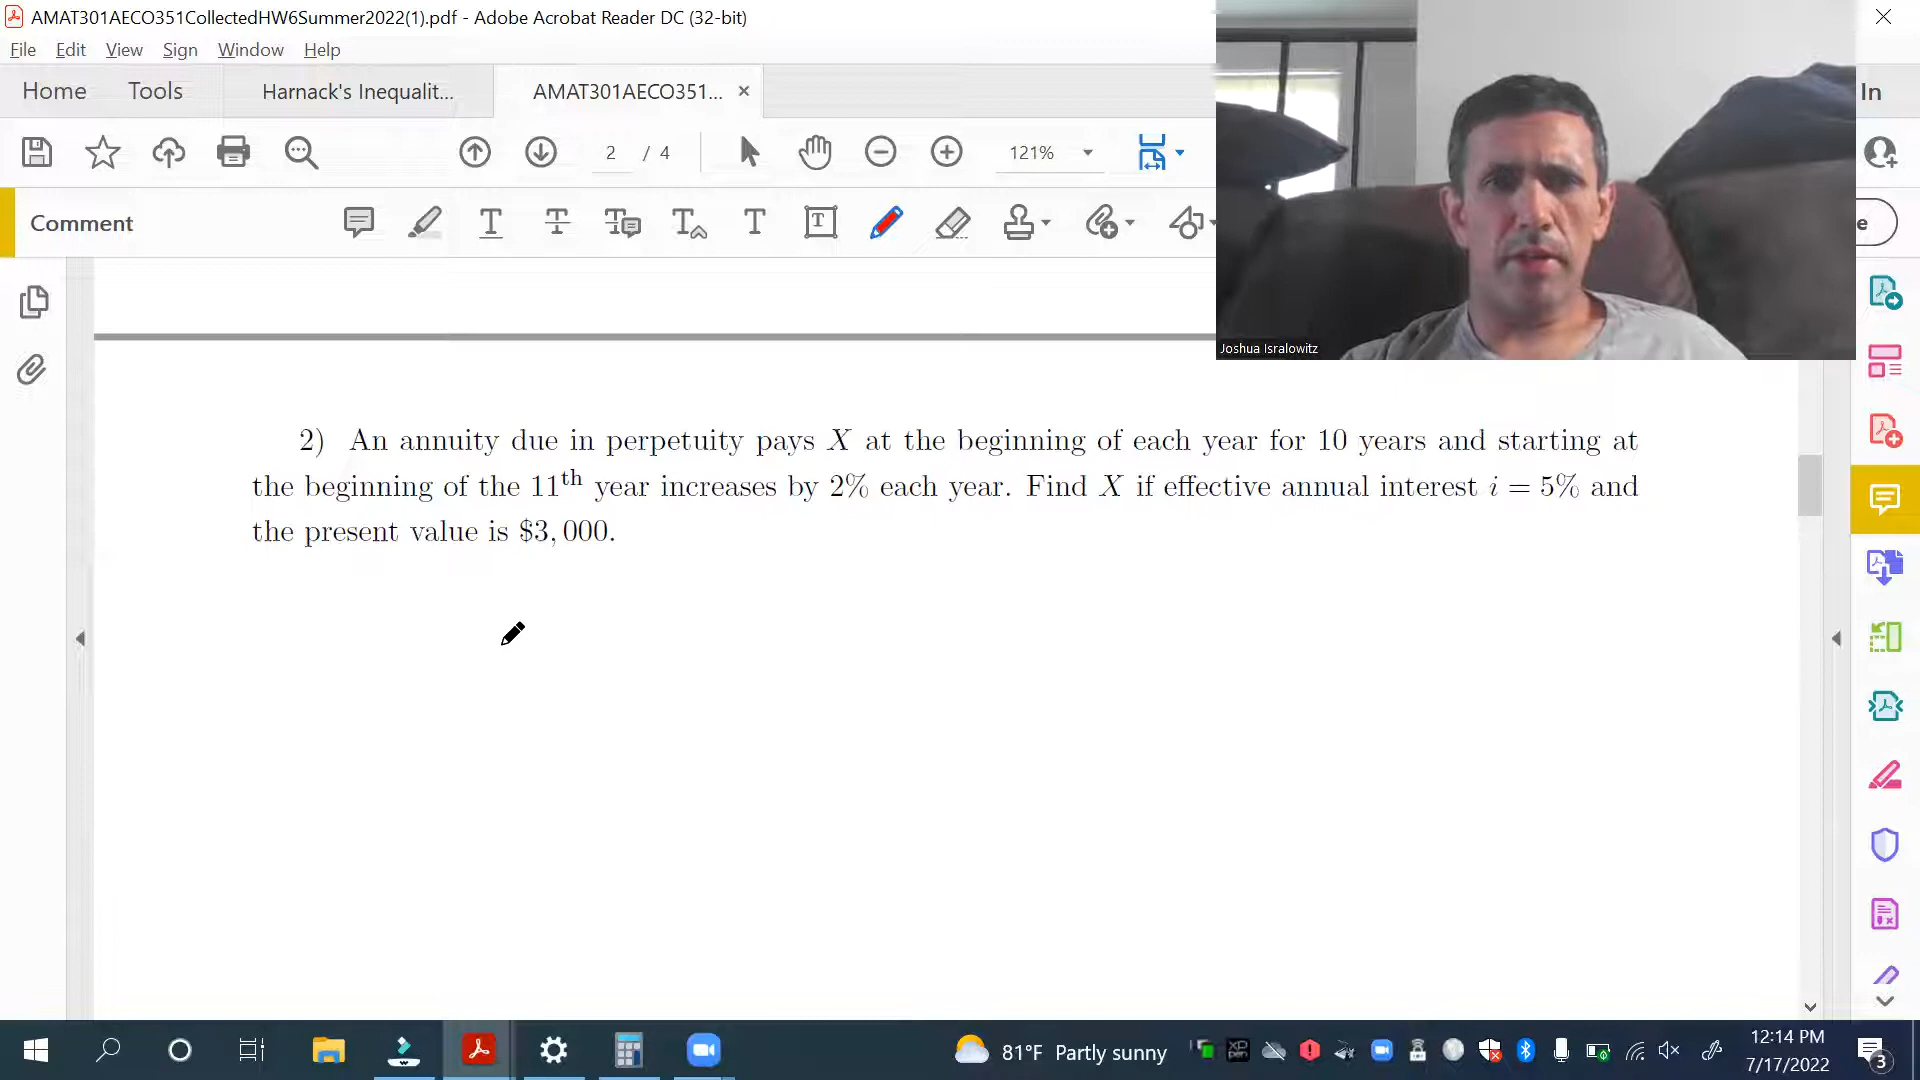 AMAT301AECO351CollectedHW6Summer2022(1).pdf - Adobe Acrobat Reader DC (32-bit)
File Edit View Sign Window Help
Home Tools Harnack's Inequalit... AMAT301AECO351... × In
2 / 4 121%
Comment
e
Joshua Isralowitz
2) An annuity due in perpetuity pays X at the beginning of each year for 10 years and starting at
the beginning of the 11th year increases by 2% each year. Find X if effective annual interest i = 5% and
the present value is $3,000.
81°F Partly sunny
12:14 PM
7/17/2022
3